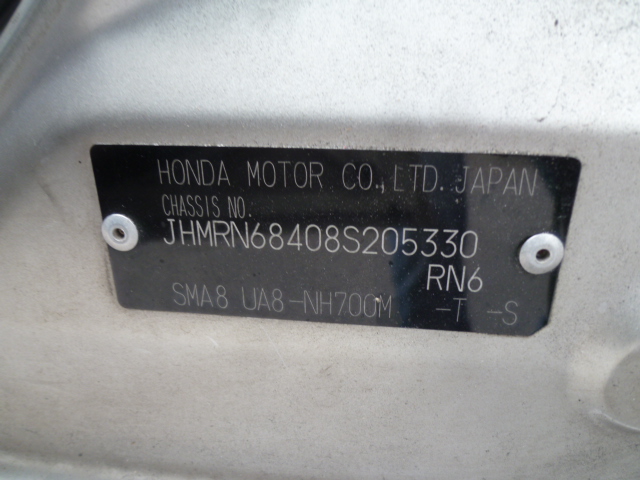 HONDA MOTOR CO.,LTD.JAPAN
CHASSIS NO.
JHMRN68408S205330
RN6
SMA8 UA8-NH700M -T -S